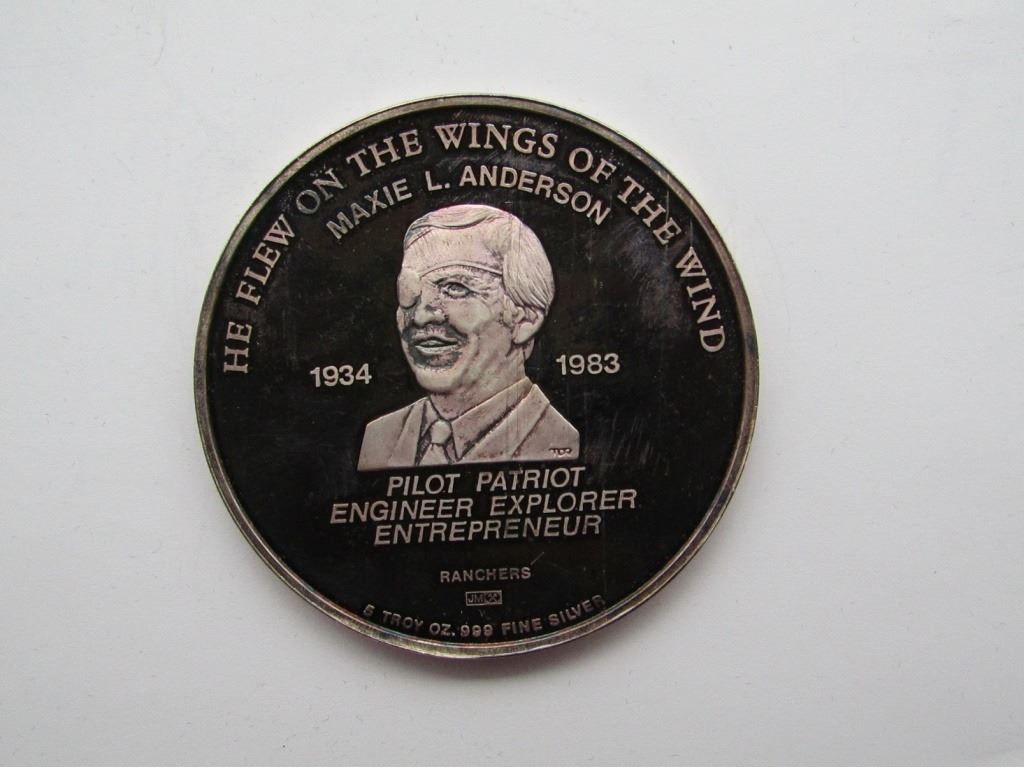 HE FLEW ON THE WINGS OF THE WIND
MAXIE L. ANDERSON
1934 1983
PILOT PATRIOT
ENGINEER EXPLORER
ENTREPRENEUR
RANCHERS
JM
5 TROY OZ. 999 FINE SILVER